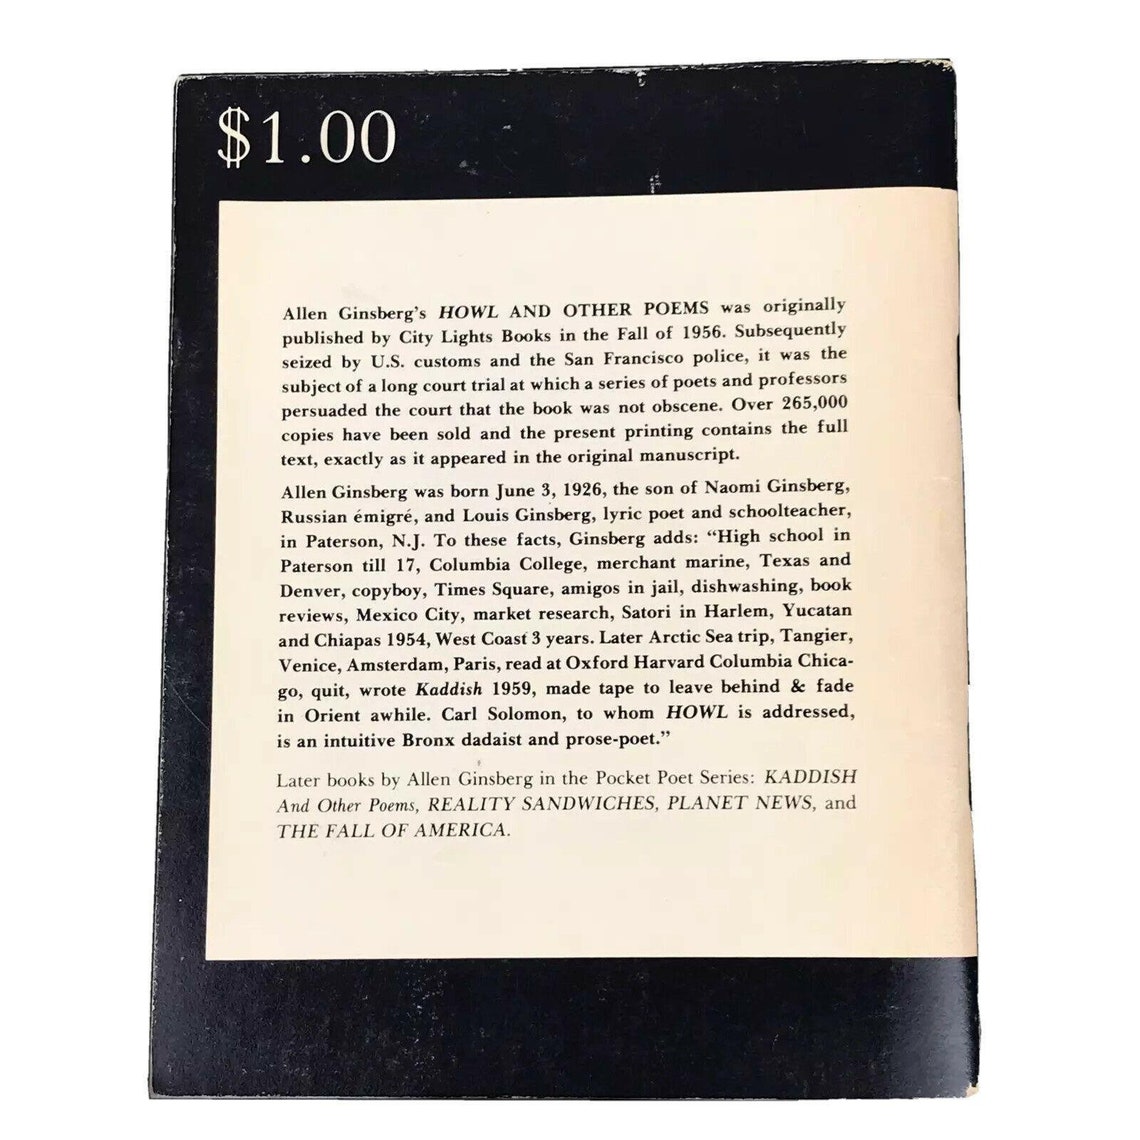 $1.00
Allen Ginsberg's HOWL AND OTHER POEMS was originally
published by City Lights Books in the Fall of 1956. Subsequently
seized by U.S. customs and the San Francisco police, it was the
subject of a long court trial at which a series of poets and professors
persuaded the court that the book was not obscene. Over 265,000
copies have been sold and the present printing contains the full
text, exactly as it appeared in the original manuscript.
Allen Ginsberg was born June 3, 1926, the son of Naomi Ginsberg,
Russian émigré, and Louis Ginsberg, lyric poet and schoolteacher,
in Paterson, N.J. To these facts, Ginsberg adds: “High school in
Paterson till 17, Columbia College, merchant marine, Texas and
Denver, copyboy, Times Square, amigos in jail, dishwashing, book
reviews, Mexico City, market research, Satori in Harlem, Yucatan
and Chiapas 1954, West Coast 3 years. Later Arctic Sea trip, Tangier,
Venice, Amsterdam, Paris, read at Oxford Harvard Columbia Chica-
go, quit, wrote Kaddish 1959, made tape to leave behind & fade
in Orient awhile. Carl Solomon, to whom HOWL is addressed,
is an intuitive Bronx dadaist and prose-poet.”
Later books by Allen Ginsberg in the Pocket Poet Series: KADDISH
And Other Poems, REALITY SANDWICHES, PLANET NEWS, and
THE FALL OF AMERICA.